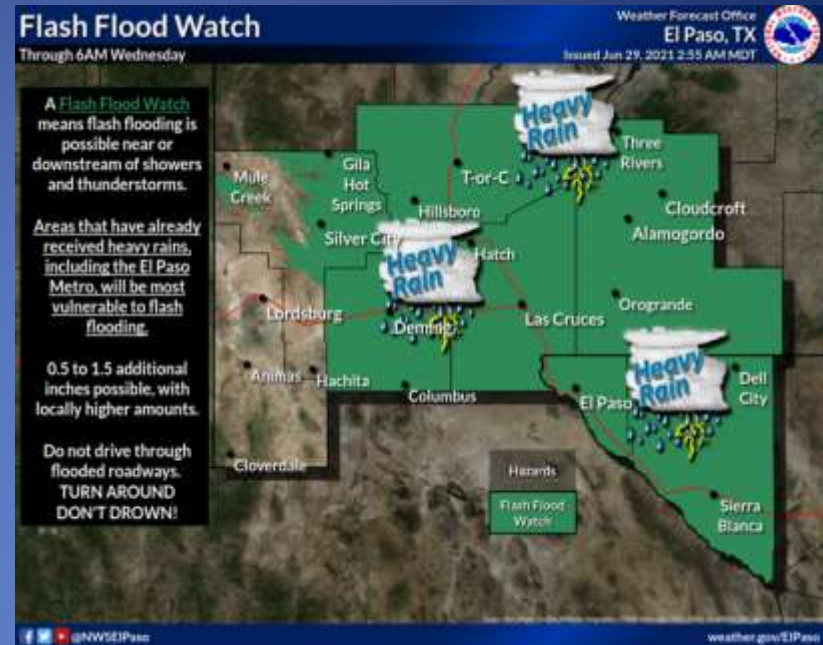 Flash Flood Watch
Through 6AM Wednesday
Weather Forecast Office
El Paso, TX
Issued Jun 29, 2021 2:55 AM MDT
A Flash Flood Watch
means flash flooding is
possible near or
downstream of showers
and thunderstorms.
Areas that have already
received heavy rains,
including the El Paso
Metro, will be most
vulnerable to flash
flooding.
0.5 to 1.5 additional
inches possible, with
locally higher amounts.
Do not drive through
flooded roadways.
TURN AROUND
DON'T DROWN!
Heavy
Rain
Three
Rivers
Mule
Creek
Gila
Hot
Springs
T-or-C
Hillsboro
Cloudcroft
Alamogordo
Silver City
Heavy
Rain
Hatch
Lordsburg
Deming
Las Cruces
Orogrande
Animas
Hachita
Columbus
El Paso
Heavy
Rain
Dell
City
Cloverdale
Hazards
Flash Flood
Watch
Sierra
Blanca
@NWSElPaso
weather.gov/ElPaso